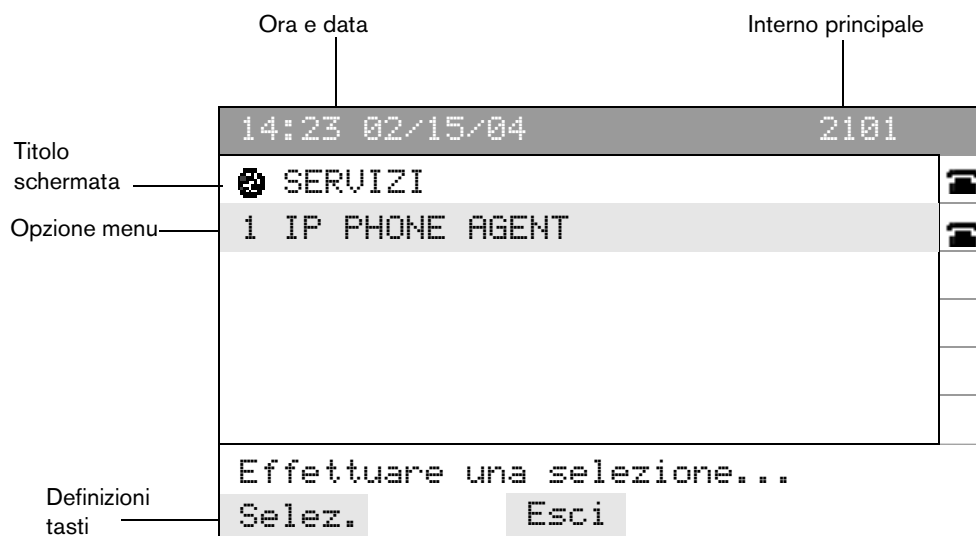 Ora e data
Interno principale
14:23 02/15/04 2101
Titolo
schermata
SERVIZI
Opzione menu
1 IP PHONE AGENT
Effettuare una selezione...
Definizioni
tasti
Selez. Esci